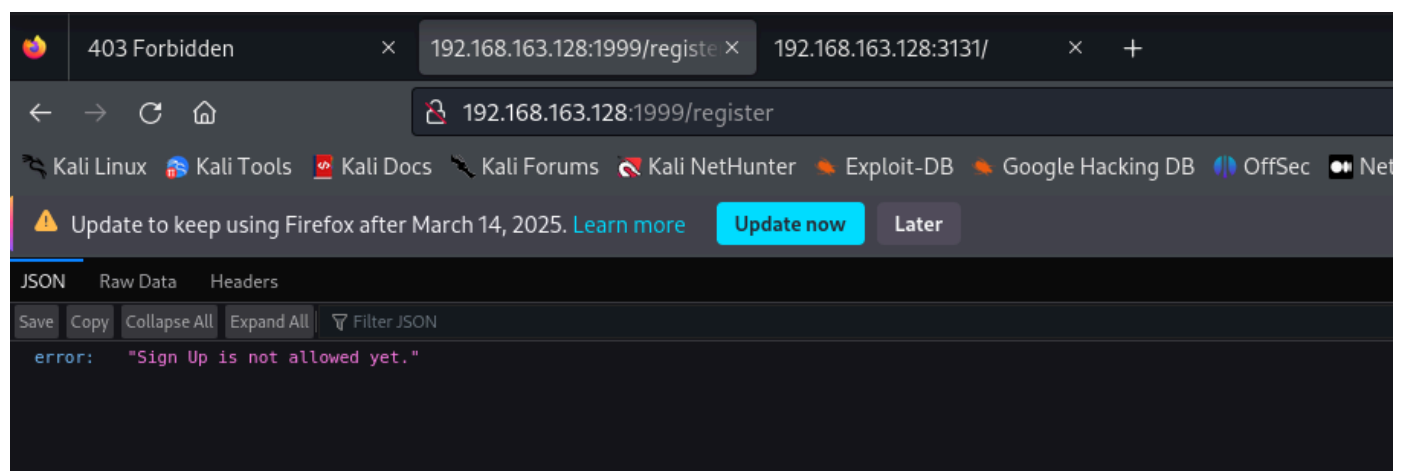 403 Forbidden × 192.168.163.128:1999/registe × 192.168.163.128:3131/ × +
192.168.163.128:1999/register
Kali Linux Kali Tools Kali Docs Kali Forums Kali NetHunter Exploit-DB Google Hacking DB OffSec Net
Update to keep using Firefox after March 14, 2025. Learn more Update now Later
JSON Raw Data Headers
Save Copy Collapse All Expand All Filter JSON
error: "Sign Up is not allowed yet."